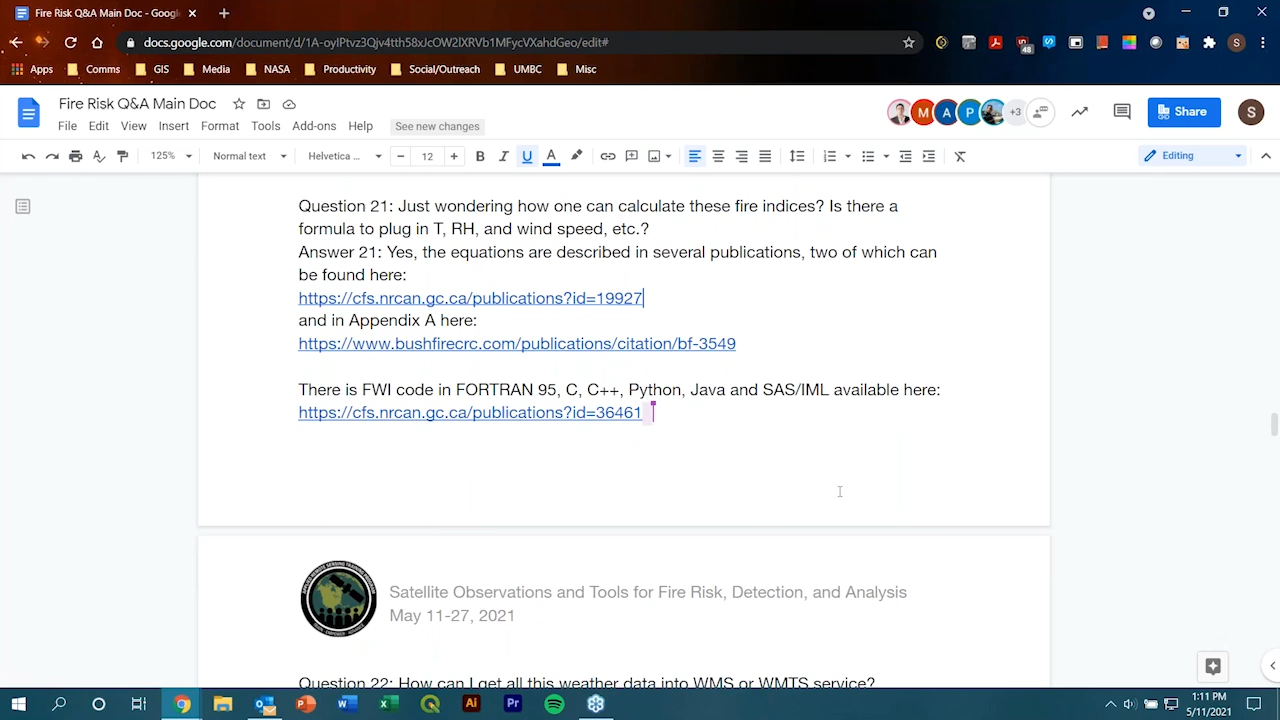 Fire Risk Q&A Main Doc - Googl
docs.google.com/document/d/1A-oyIPtvz3Qjv4tth58xJcOW2lXRVb1MFycVXahdGeo/edit#
48
S
Apps Comms GIS Media NASA Productivity Social/Outreach UMBC Misc
Fire Risk Q&A Main Doc
M A P +3 Share S
File Edit View Insert Format Tools Add-ons Help See new changes
125% Normal text Helvetica ... 12 B I U A Editing
Question 21: Just wondering how one can calculate these fire indices? Is there a
formula to plug in T, RH, and wind speed, etc.?
Answer 21: Yes, the equations are described in several publications, two of which can
be found here:
https://cfs.nrcan.gc.ca/publications?id=19927
and in Appendix A here:
https://www.bushfirecrc.com/publications/citation/bf-3549
There is FWI code in FORTRAN 95, C, C++, Python, Java and SAS/IML available here:
https://cfs.nrcan.gc.ca/publications?id=36461
Satellite Observations and Tools for Fire Risk, Detection, and Analysis
May 11-27, 2021
Question 22: How can I get all this weather data into WMS or WMTS service?
1:11 PM
5/11/2021